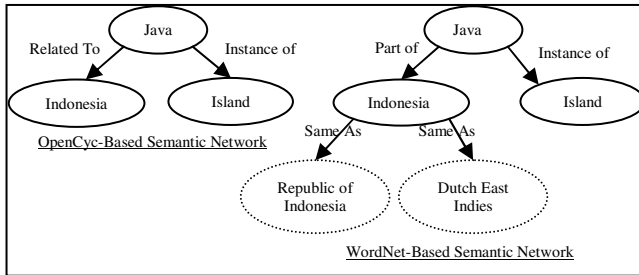 Java
Related To
Instance of
Indonesia
Island
OpenCyc-Based Semantic Network
Java
Part of
Instance of
Indonesia
Island
Same As
Same As
Republic of
Indonesia
Dutch East
Indies
WordNet-Based Semantic Network